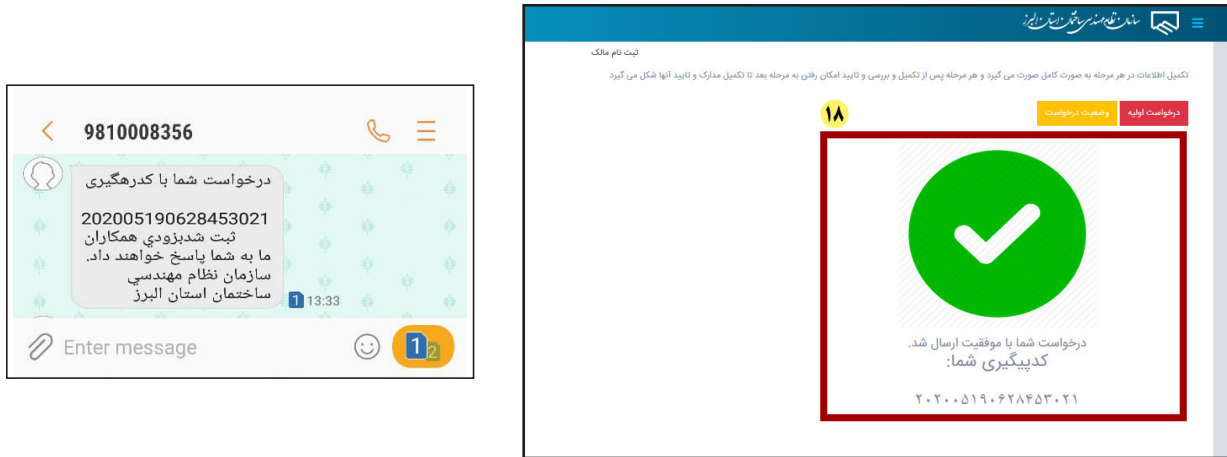 9810008356
درخواست شما با کدرهگیری
202005190628453021
ثبت شدبزودي همکاران
ما به شما پاسخ خواهند داد.
سازمان نظام مهندسي
ساختمان استان البرز
1 13:33
Enter message
1 2
سازمان نظام مهندسی ساختمان استان البرز
ثبت نام مالک
تکمیل اطلاعات در هر مرحله به صورت کامل صورت می گیرد و هر مرحله پس از تکمیل و بررسی و تایید امکان رفتن به مرحله بعد تا تکمیل مدارک و تایید آنها شکل می گیرد
درخواست اولیه وضعیت درخواست
۱۸
درخواست شما با موفقیت ارسال شد.
کدپیگیری شما:
۲۰۲۰۰۵۱۹۰۶۲۸۴۵۳۰۲۱